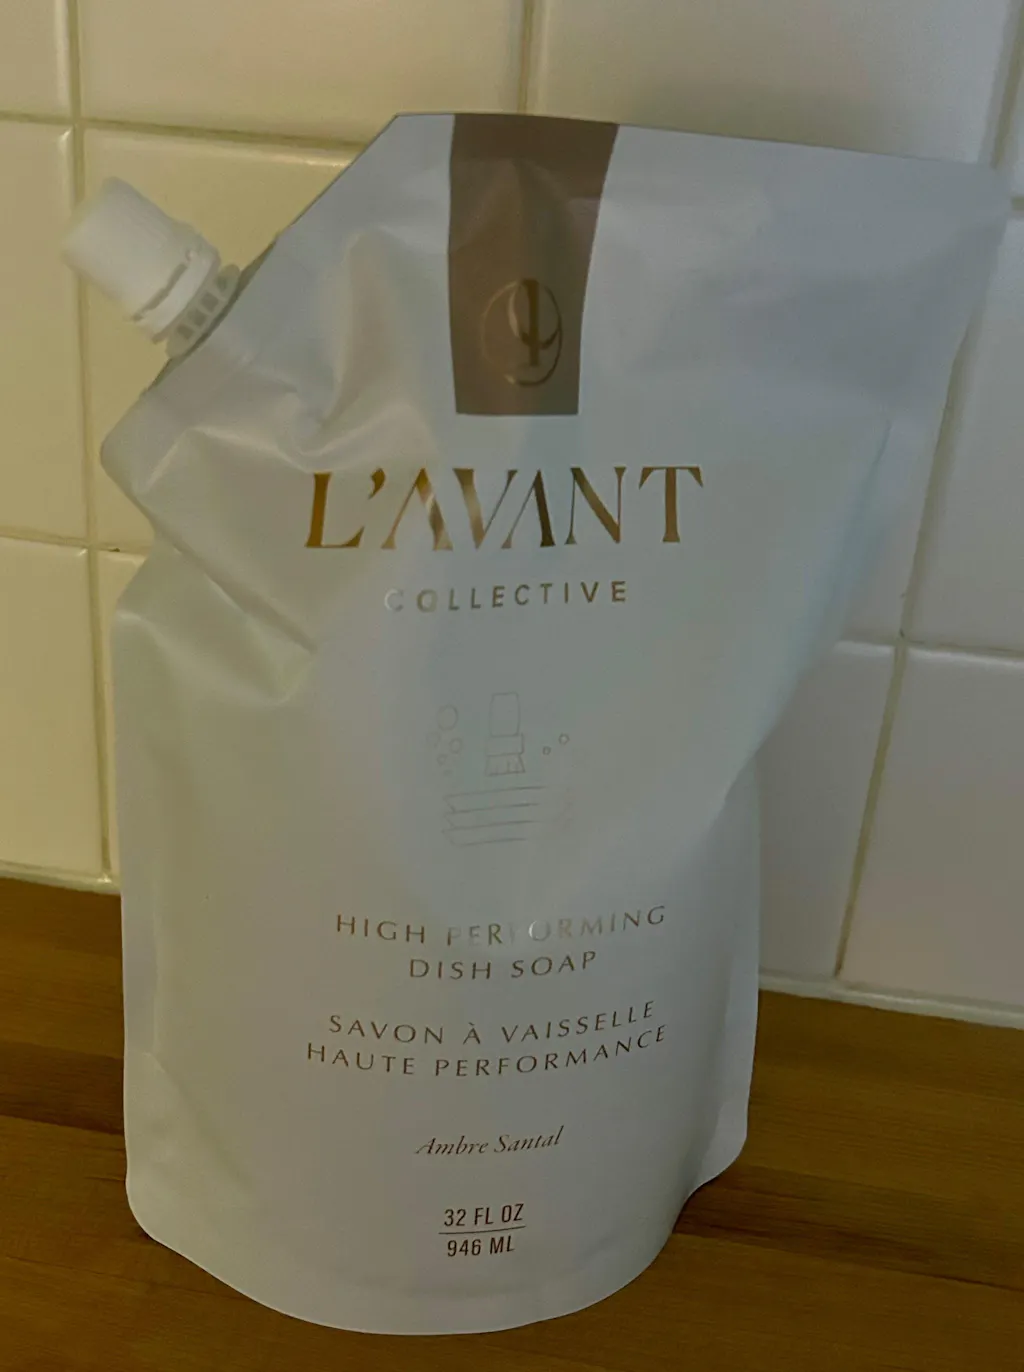 L'AVANT
COLLECTIVE
HIGH PERFORMING
DISH SOAP
SAVON À VAISSELLE
HAUTE PERFORMANCE
Ambre Santal
32 FL OZ
946 ML